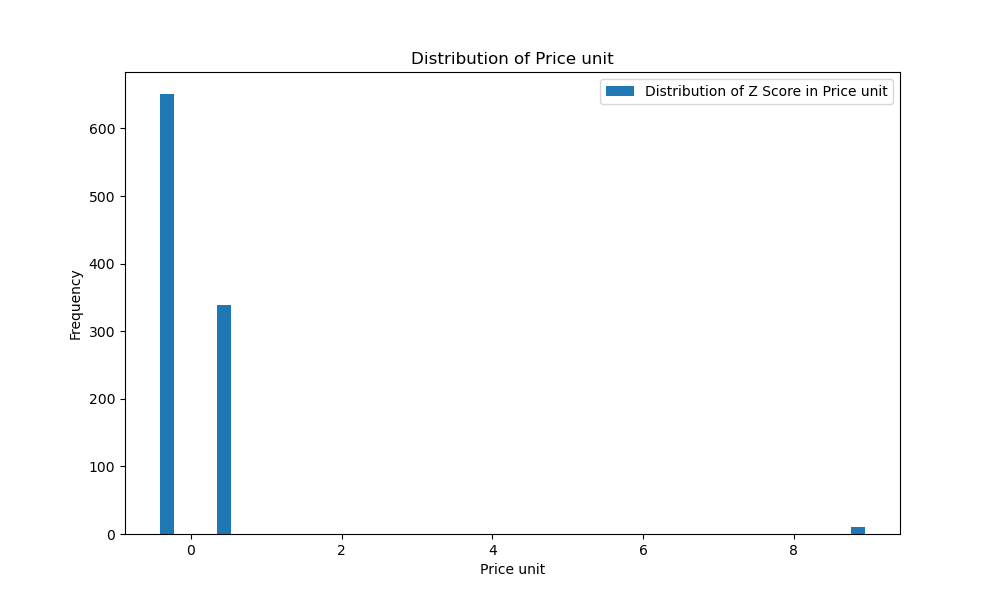 Distribution of Price unit
Distribution of Z Score in Price unit
600
500
400
300
200
100
0
Frequency
0 2 4 6 8
Price unit